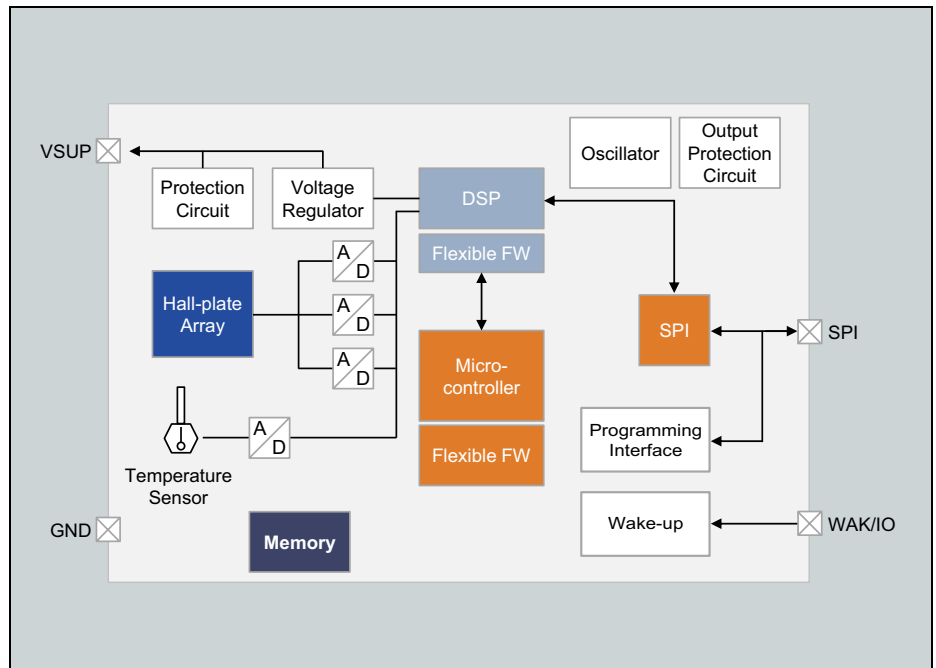 VSUP
Protection
Circuit
Voltage
Regulator
DSP
Flexible FW
Oscillator
Output
Protection
Circuit
Hall-plate
Array
A
D
A
D
A
D
A
D
Micro-
controller
Flexible FW
SPI
SPI
Temperature
Sensor
Programming
Interface
GND
Memory
Wake-up
WAK/IO